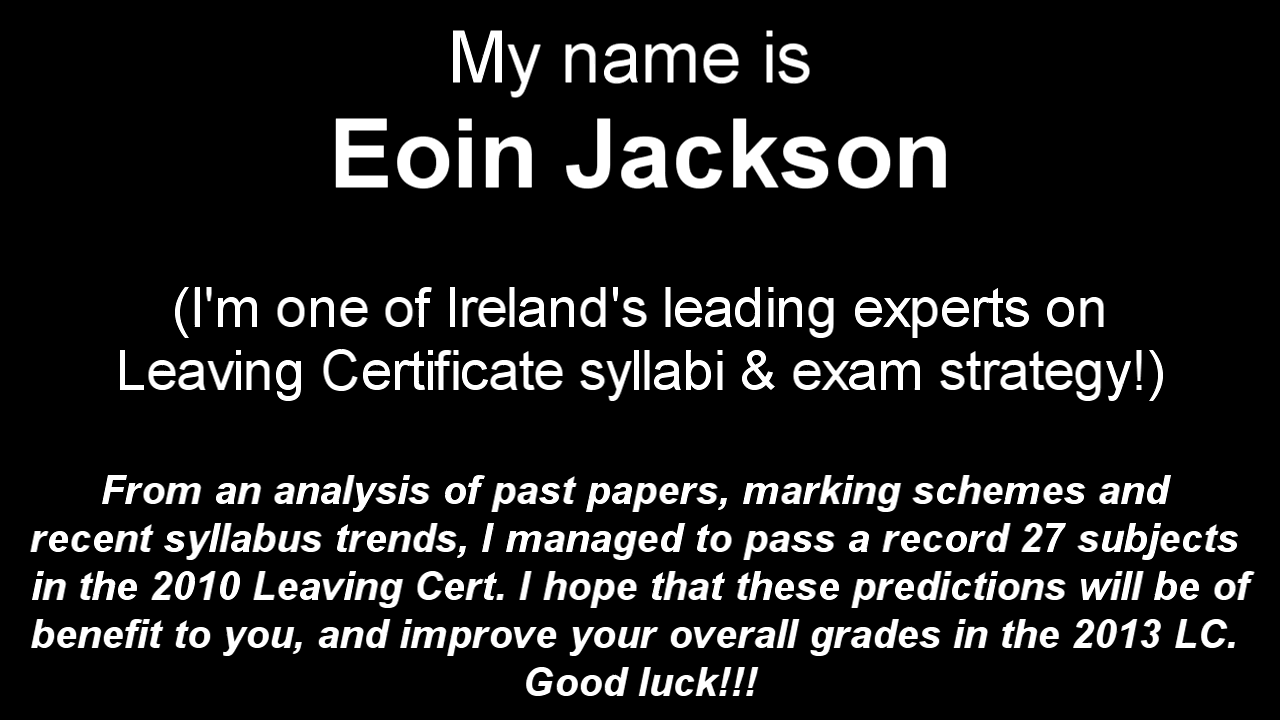 My name is
Eoin Jackson
(I'm one of Ireland's leading experts on
Leaving Certificate syllabi & exam strategy!)
From an analysis of past papers, marking schemes and
recent syllabus trends, I managed to pass a record 27 subjects
in the 2010 Leaving Cert. I hope that these predictions will be of
benefit to you, and improve your overall grades in the 2013 LC.
Good luck!!!